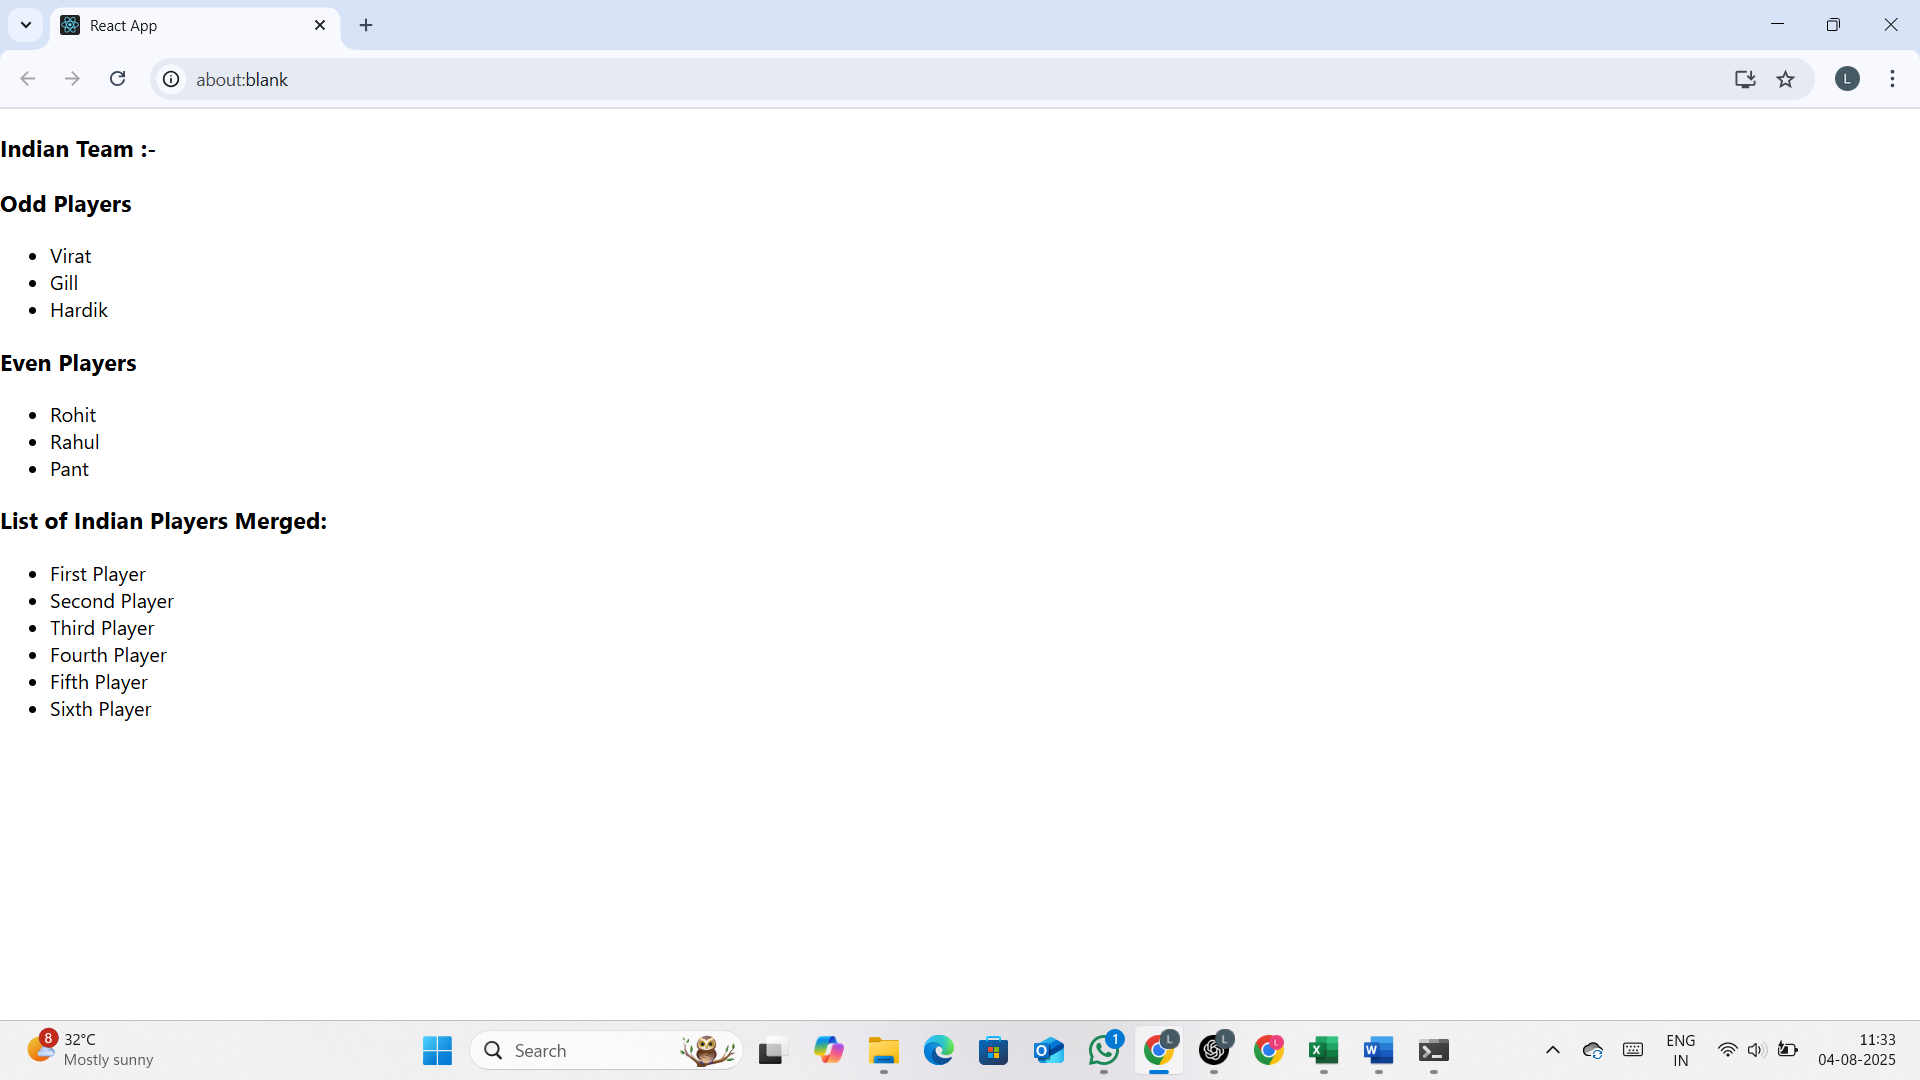 React App
about:blank
L
Indian Team :-
Odd Players
Virat
Gill
Hardik
Even Players
Rohit
Rahul
Pant
List of Indian Players Merged:
First Player
Second Player
Third Player
Fourth Player
Fifth Player
Sixth Player
8
32°C
Mostly sunny
Search
1
L
L
L
ENG
IN
11:33
04-08-2025